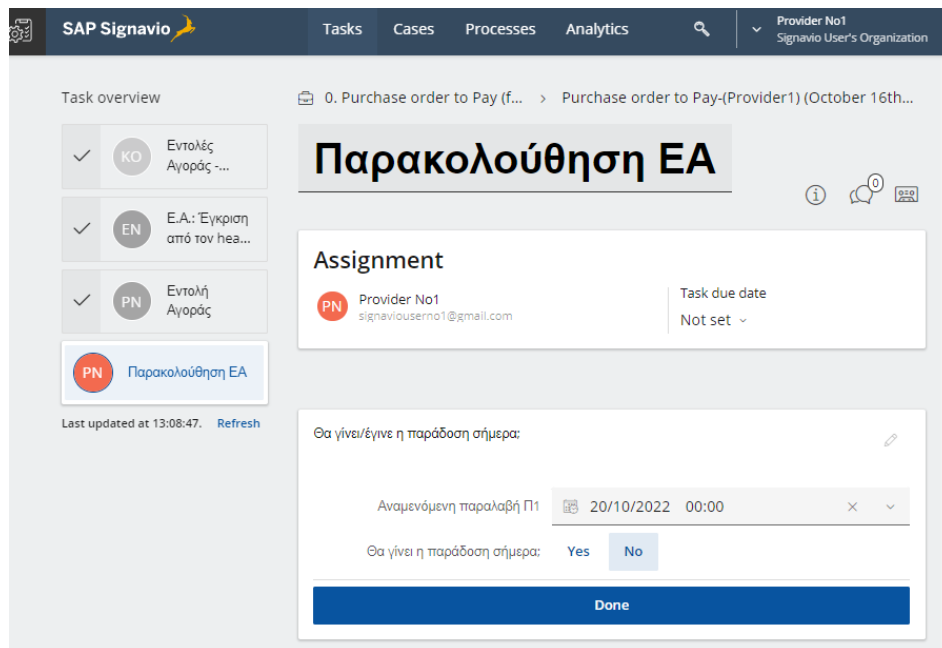 SAP Signavio
Tasks Cases Processes Analytics
Provider No1
Signavio User's Organization
Task overview
0. Purchase order to Pay (f... > Purchase order to Pay-(Provider1) (October 16th...
KO
Εντολές
Αγοράς -...
EN
Ε.Α.: Έγκριση
από τον hea...
PN
Εντολή
Αγοράς
PN Παρακολούθηση ΕΑ
Last updated at 13:08:47. Refresh
Παρακολούθηση ΕΑ
0
Assignment
PN
Provider No1
signaviouserno1@gmail.com
Task due date
Not set
Θα γίνει/έγινε η παράδοση σήμερα;
Αναμενόμενη παραλαβή Π1 20/10/2022 00:00
Θα γίνει η παράδοση σήμερα; Yes No
Done